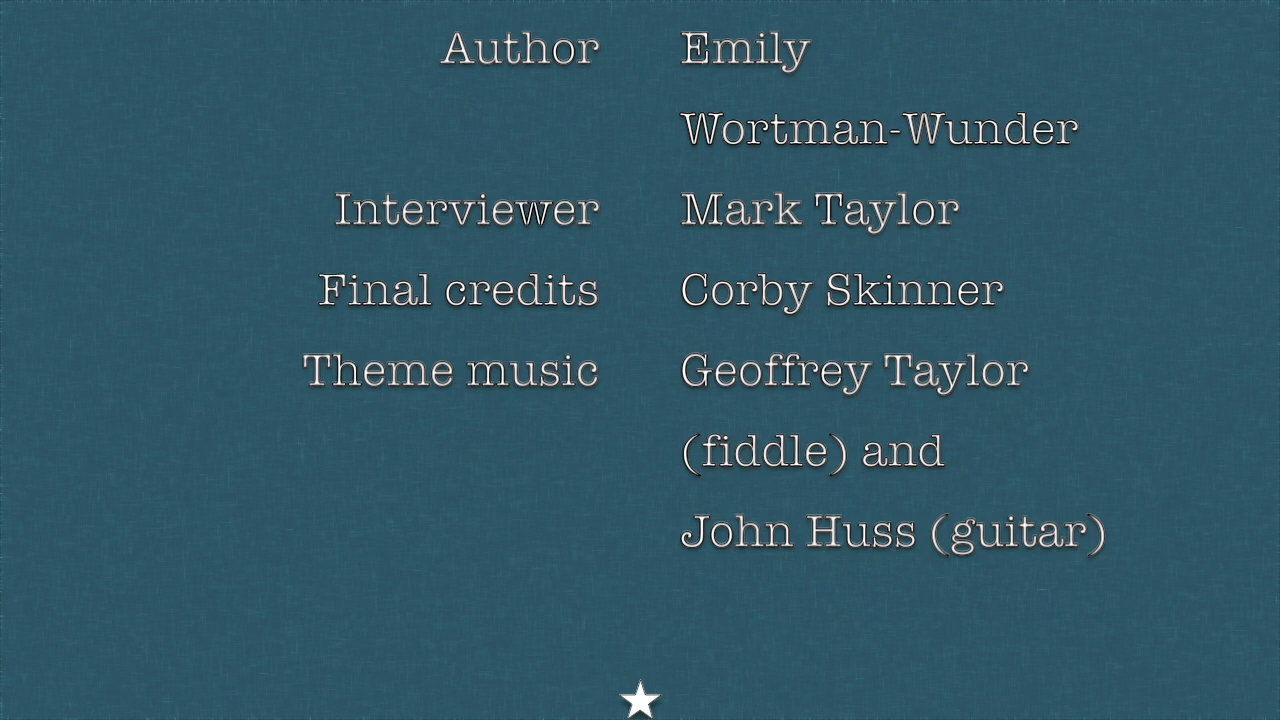 Author Emily
Wortman-Wunder
Interviewer Mark Taylor
Final credits Corby Skinner
Theme music Geoffrey Taylor
(fiddle) and
John Huss (guitar)